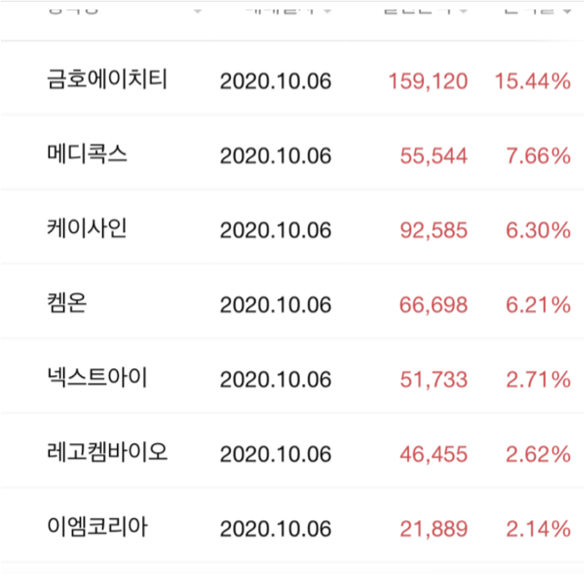 금호에이치티 2020.10.06 159,120 15.44%
메디콕스 2020.10.06 55,544 7.66%
케이사인 2020.10.06 92,585 6.30%
켐온 2020.10.06 66,698 6.21%
넥스트아이 2020.10.06 51,733 2.71%
레고켐바이오 2020.10.06 46,455 2.62%
이엠코리아 2020.10.06 21,889 2.14%